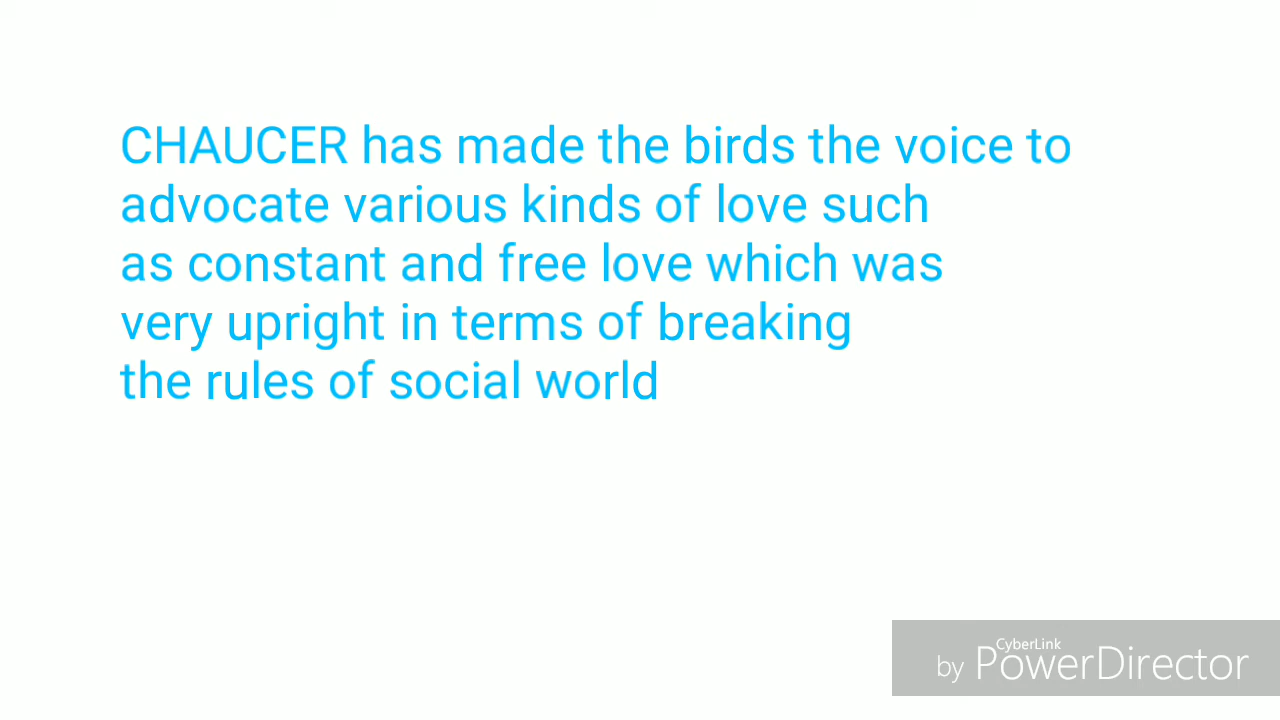 CHAUCER has made the birds the voice to
advocate various kinds of love such
as constant and free love which was
very upright in terms of breaking
the rules of social world
CyberLink
by PowerDirector